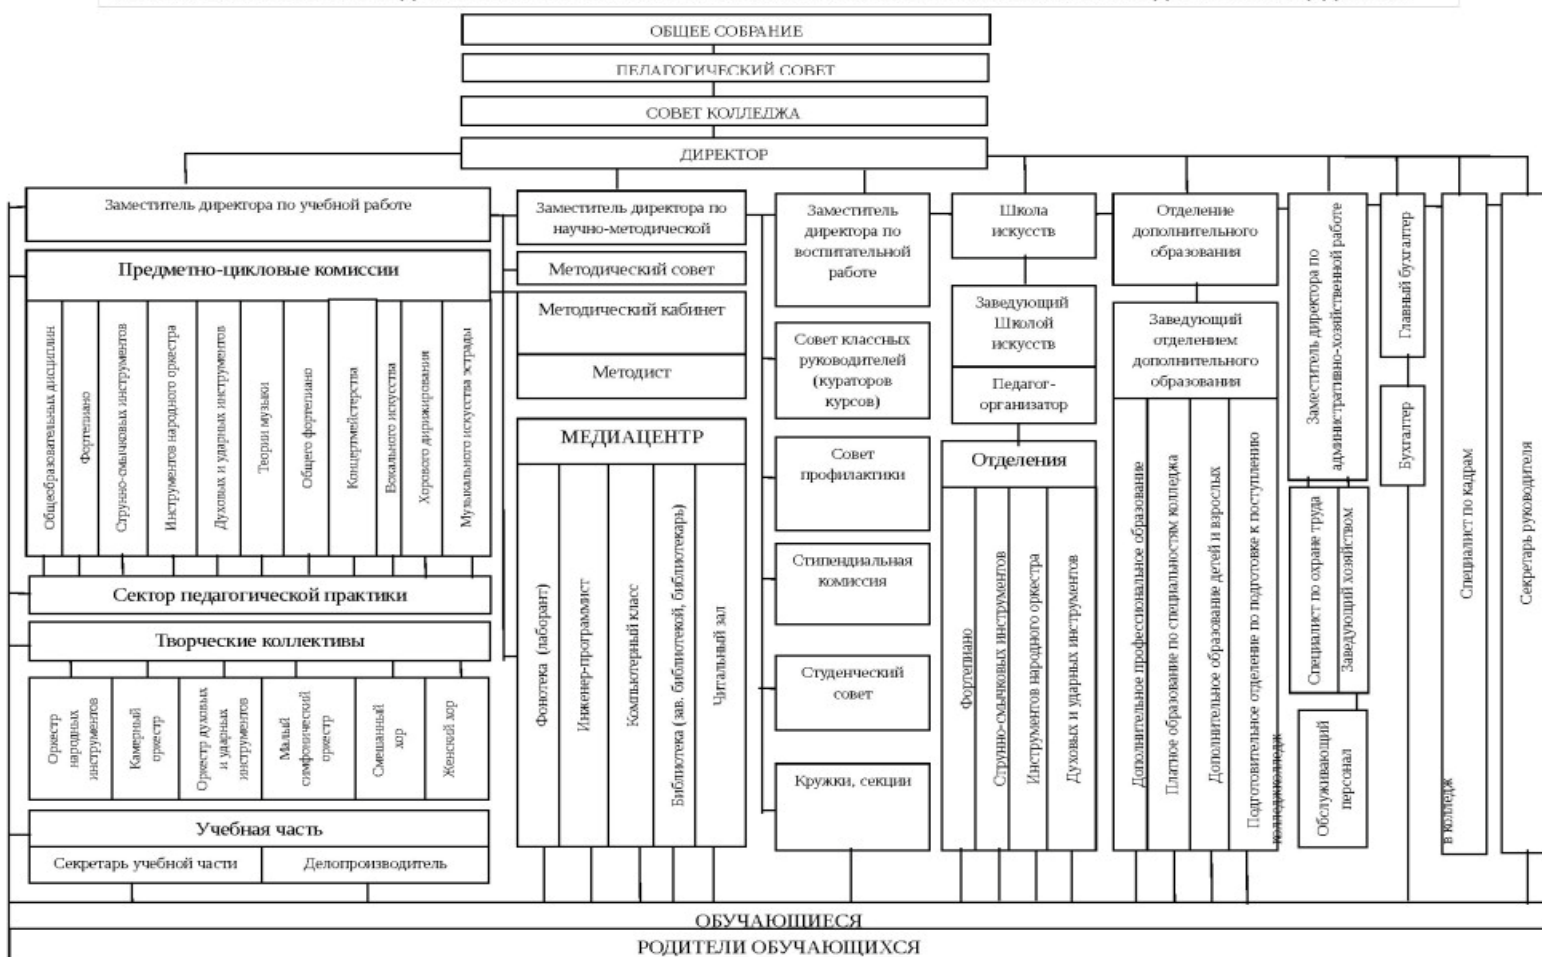 ОБЩЕЕ СОБРАНИЕ
ПЕДАГОГИЧЕСКИЙ СОВЕТ
СОВЕТ КОЛЛЕДЖА
ДИРЕКТОР
Заместитель директора по учебной работе
Предметно-цикловые комиссии
Общеобразовательных дисциплин
Фортепиано
Струнно-смычковых инструментов
Инструментов народного оркестра
Духовых и ударных инструментов
Теории музыки
Общего фортепиано
Концертмейстерства
Вокального искусства
Хорового дирижирования
Музыкального искусства эстрады
Сектор педагогической практики
Творческие коллективы
Оркестр
народных
инструментов
Камерный
оркестр
Оркестр духовых
и ударных
инструментов
Малый
симфонический
оркестр
Смешанный
хор
Женский хор
Учебная часть
Секретарь учебной части
Делопроизводитель
Заместитель директора по
научно-методической
Методический совет
Методический кабинет
Методист
МЕДИАЦЕНТР
Фонотека (лаборант)
Инженер-программист
Компьютерный класс
Библиотека (зав. библиотекой, библиотекарь)
Читальный зал
Заместитель
директора по
воспитательной
работе
Совет классных
руководителей
(кураторов
курсов)
Совет
профилактики
Стипендиальная
комиссия
Студенческий
совет
Кружки, секции
Школа
искусств
Заведующий
Школой
искусств
Педагог-
организатор
Отделения
Фортепиано
Струнно-смычковых инструментов
Инструментов народного оркестра
Духовых и ударных инструментов
Отделение
дополнительного
образования
Заведующий
отделением
дополнительного
образования
Дополнительное профессиональное образование
Платное образование по специальностям колледжа
Дополнительное образование детей и взрослых
Подготовительное отделение по подготовке к поступлению
колледжколледж
Заместитель директора по
административно-хозяйственной работе
Специалист по охране труда
Заведующий хозяйством
Обслуживающий
персонал
Главный бухгалтер
Бухгалтер
в колледж
Специалист по кадрам
Секретарь руководителя
ОБУЧАЮЩИЕСЯ
РОДИТЕЛИ ОБУЧАЮЩИХСЯ